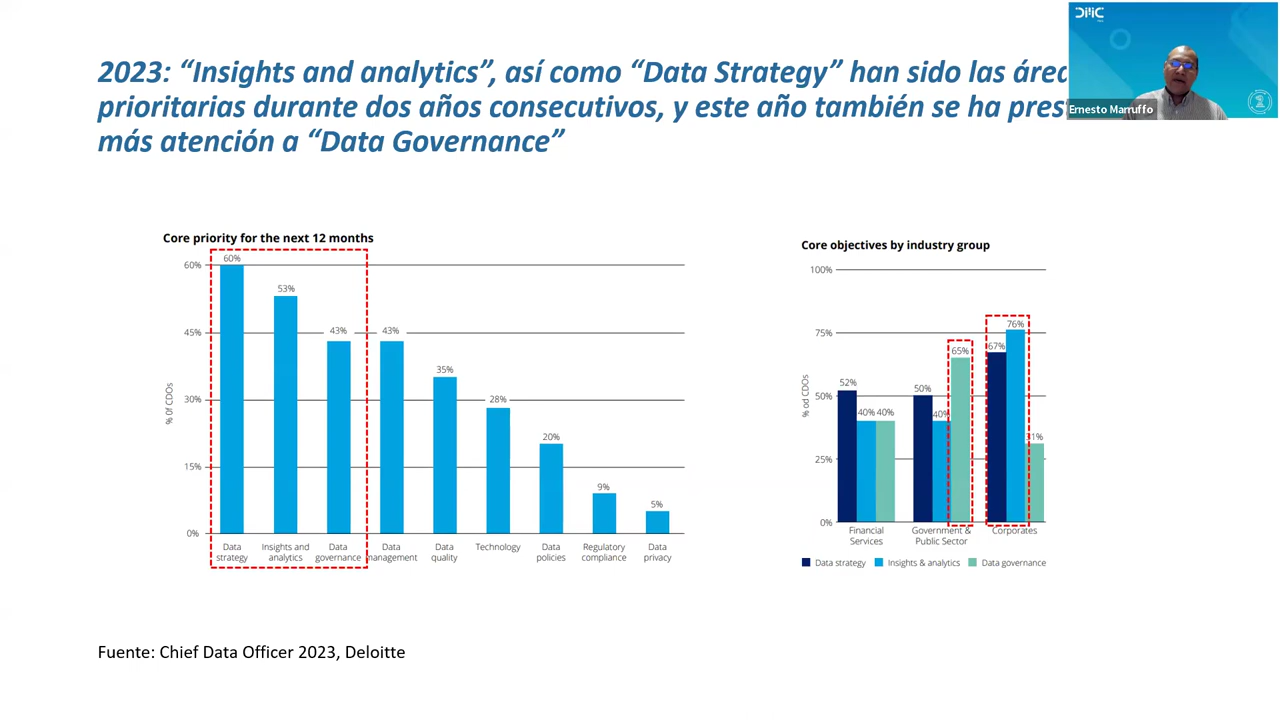 DMC
2023: “Insights and analytics”, así como “Data Strategy” han sido las
prioritarias durante dos años consecutivos, y este año también se ha
más atención a “Data Governance”
Ernesto Marruffo
Core priority for the next 12 months
60%
45%
30%
15%
0%
% 0f CDOs
60%
53%
43%
43%
35%
28%
20%
9%
5%
Data strategy
Insights and analytics
Data governance
Data management
Data quality
Technology
Data policies
Regulatory compliance
Data privacy
Core objectives by industry group
100%
75%
50%
25%
0%
% od CDOs
52%
40%
40%
50%
40%
65%
67%
76%
31%
Financial Services
Government & Public Sector
Corporates
Data strategy
Insights & analytics
Data governance
Fuente: Chief Data Officer 2023, Deloitte